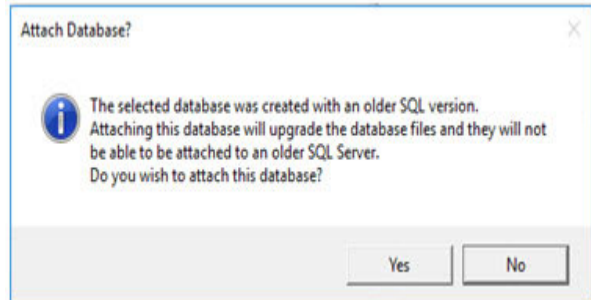 Attach Database?
The selected database was created with an older SQL version.
Attaching this database will upgrade the database files and they will not
be able to be attached to an older SQL Server.
Do you wish to attach this database?
Yes
No